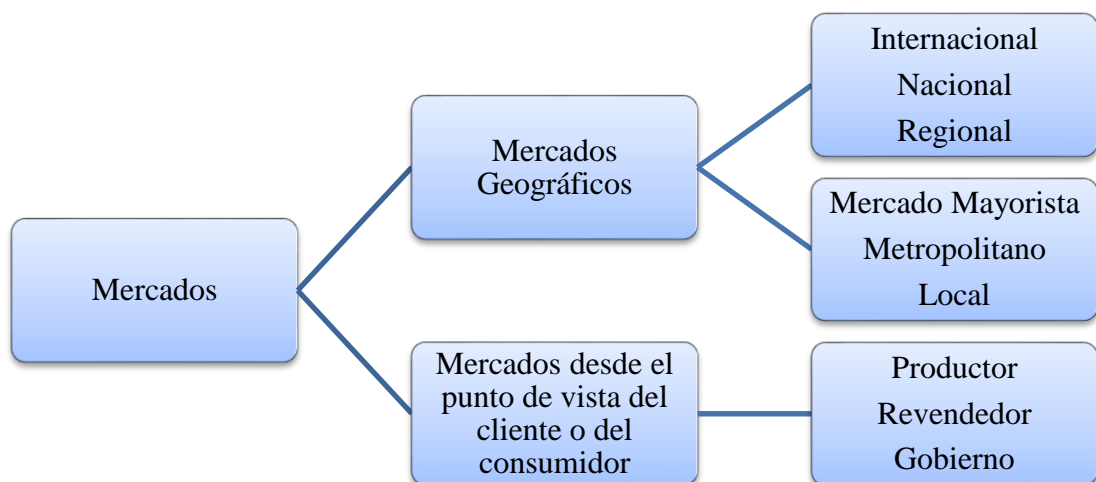 Mercados
Mercados
Geográficos
Internacional
Nacional
Regional
Mercado Mayorista
Metropolitano
Local
Mercados desde el
punto de vista del
cliente o del
consumidor
Productor
Revendedor
Gobierno